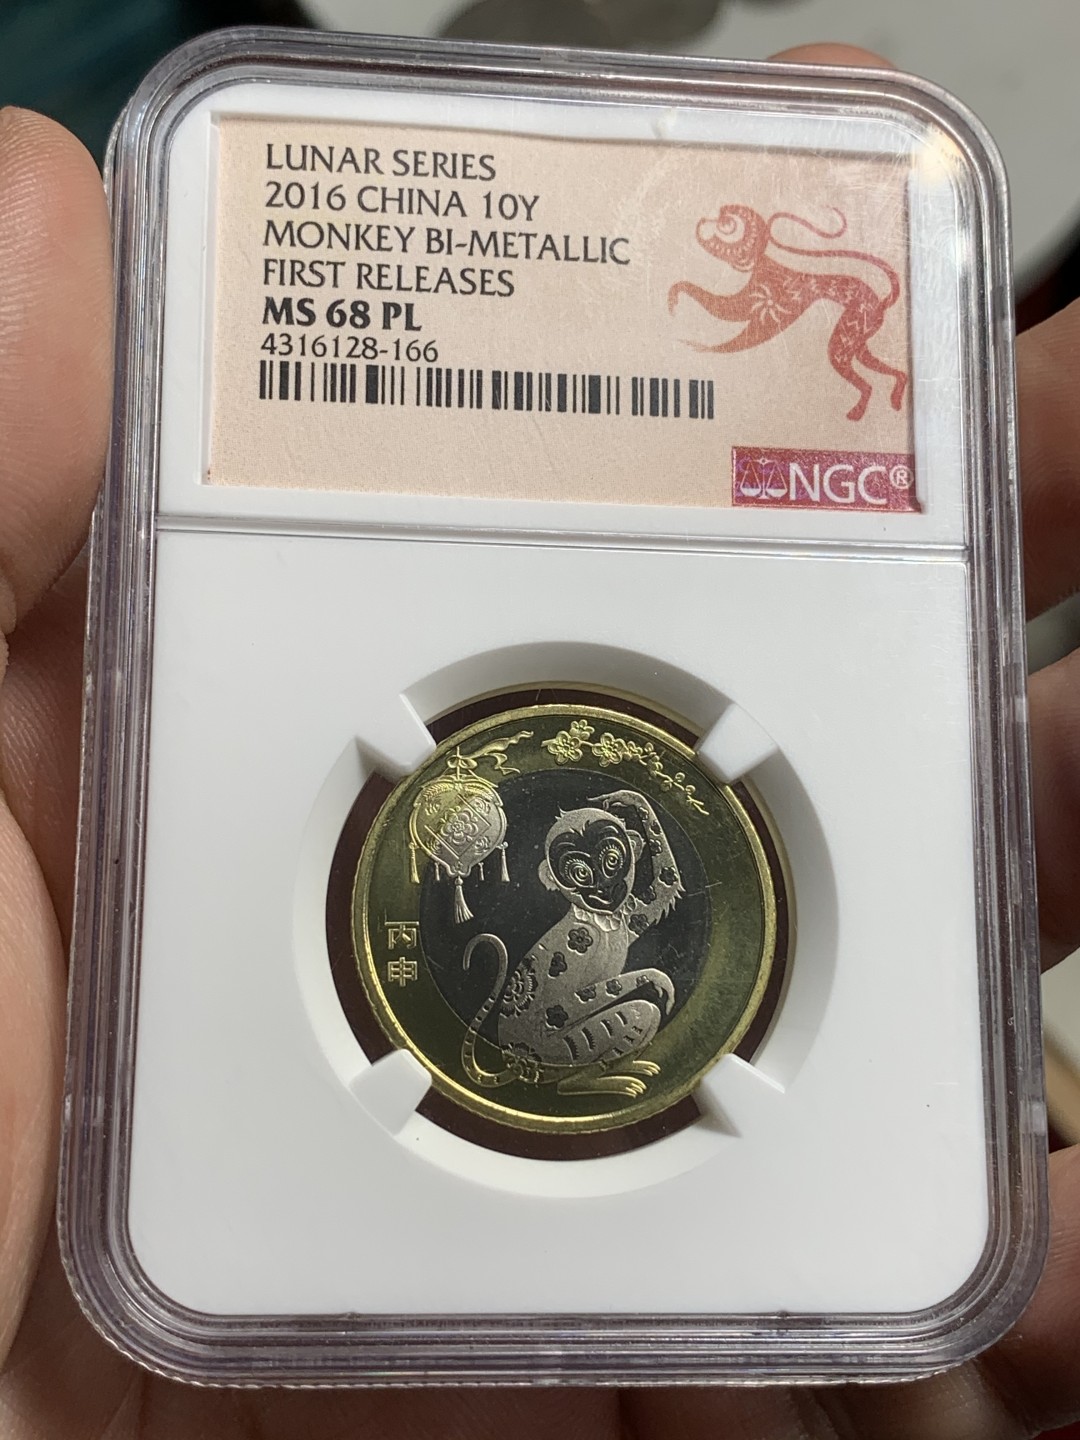 LUNAR SERIES
2016 CHINA 10Y
MONKEY BI-METALLIC
FIRST RELEASES
MS 68 PL
4316128-166
NGC®
丙申